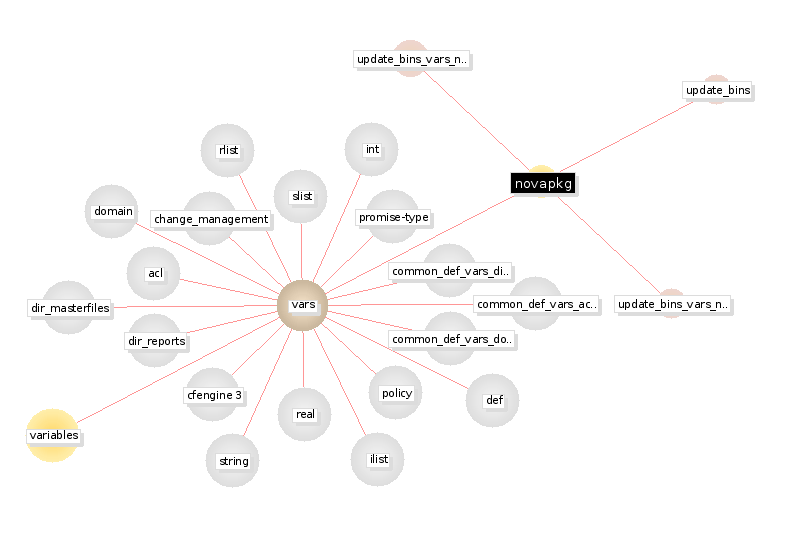 update_bins_vars_n..
update_bins
rlist
int
novapkg
slist
domain
change_management
promise-type
acl
common_def_vars_di..
dir_masterfiles
vars
common_def_vars_ac..
update_bins_vars_n..
dir_reports
common_def_vars_do..
cfengine 3
policy
def
real
variables
string
ilist